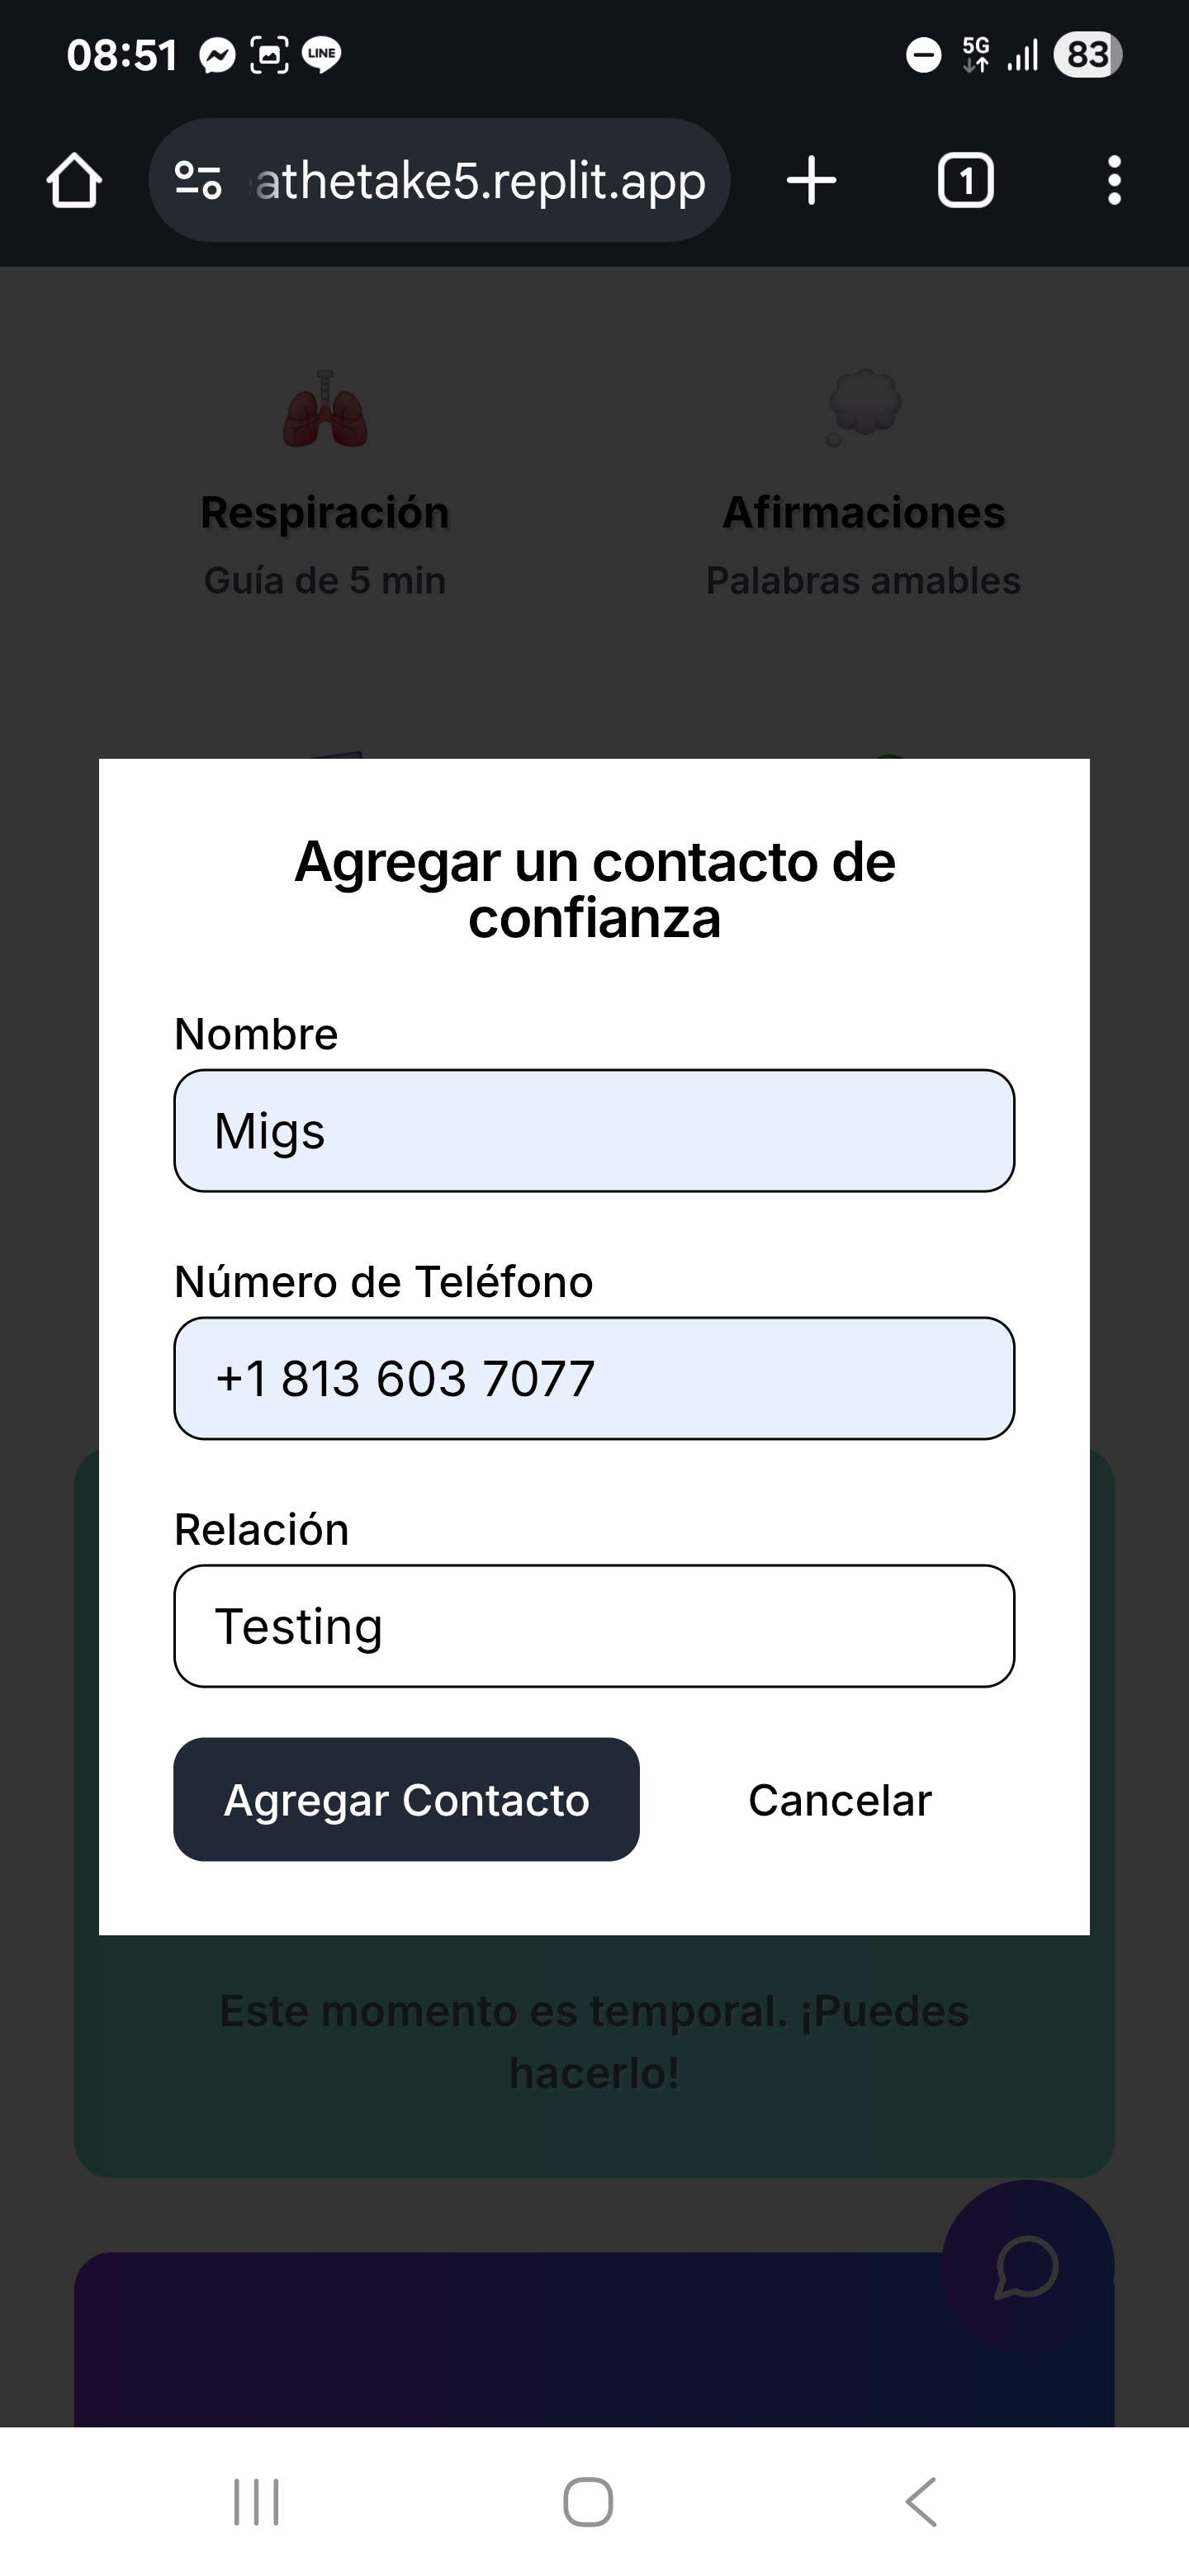 08:51
LINE
5G
83
athetake5.replit.app
1
Respiración
Afirmaciones
Guía de 5 min
Palabras amables
Agregar un contacto de
confianza
Nombre
Migs
Número de Teléfono
+1 813 603 7077
Relación
Testing
Agregar Contacto
Cancelar
Este momento es temporal. ¡Puedes
hacerlo!